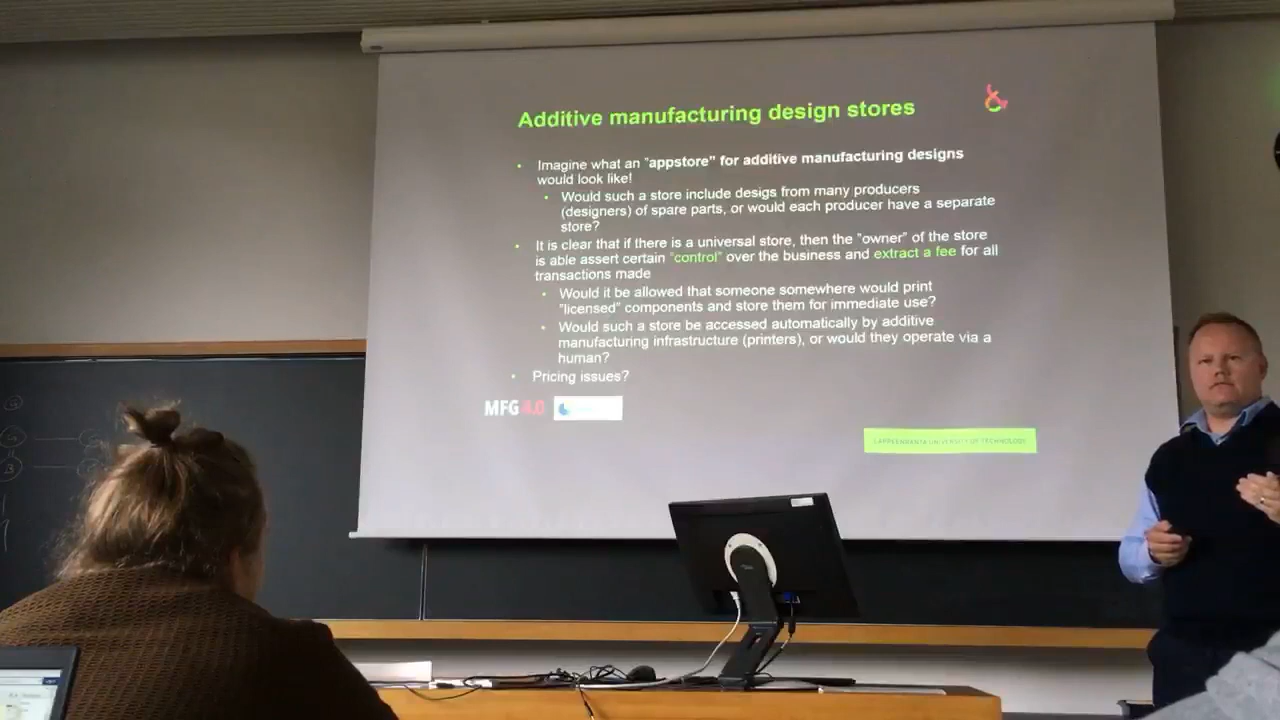 Additive manufacturing design stores
Imagine what an "appstore" for additive manufacturing designs
would look like!
Would such a store include desigs from many producers
(designers) of spare parts, or would each producer have a separate
store?
It is clear that if there is a universal store, then the "owner" of the store
is able assert certain "control" over the business and extract a fee for all
transactions made
Would it be allowed that someone somewhere would print
"licensed" components and store them for immediate use?
Would such a store be accessed automatically by additive
manufacturing infrastructure (printers), or would they operate via a
human?
Pricing issues?
MFG 4.0
LAPPEENRANTA UNIVERSITY OF TECHNOLOGY